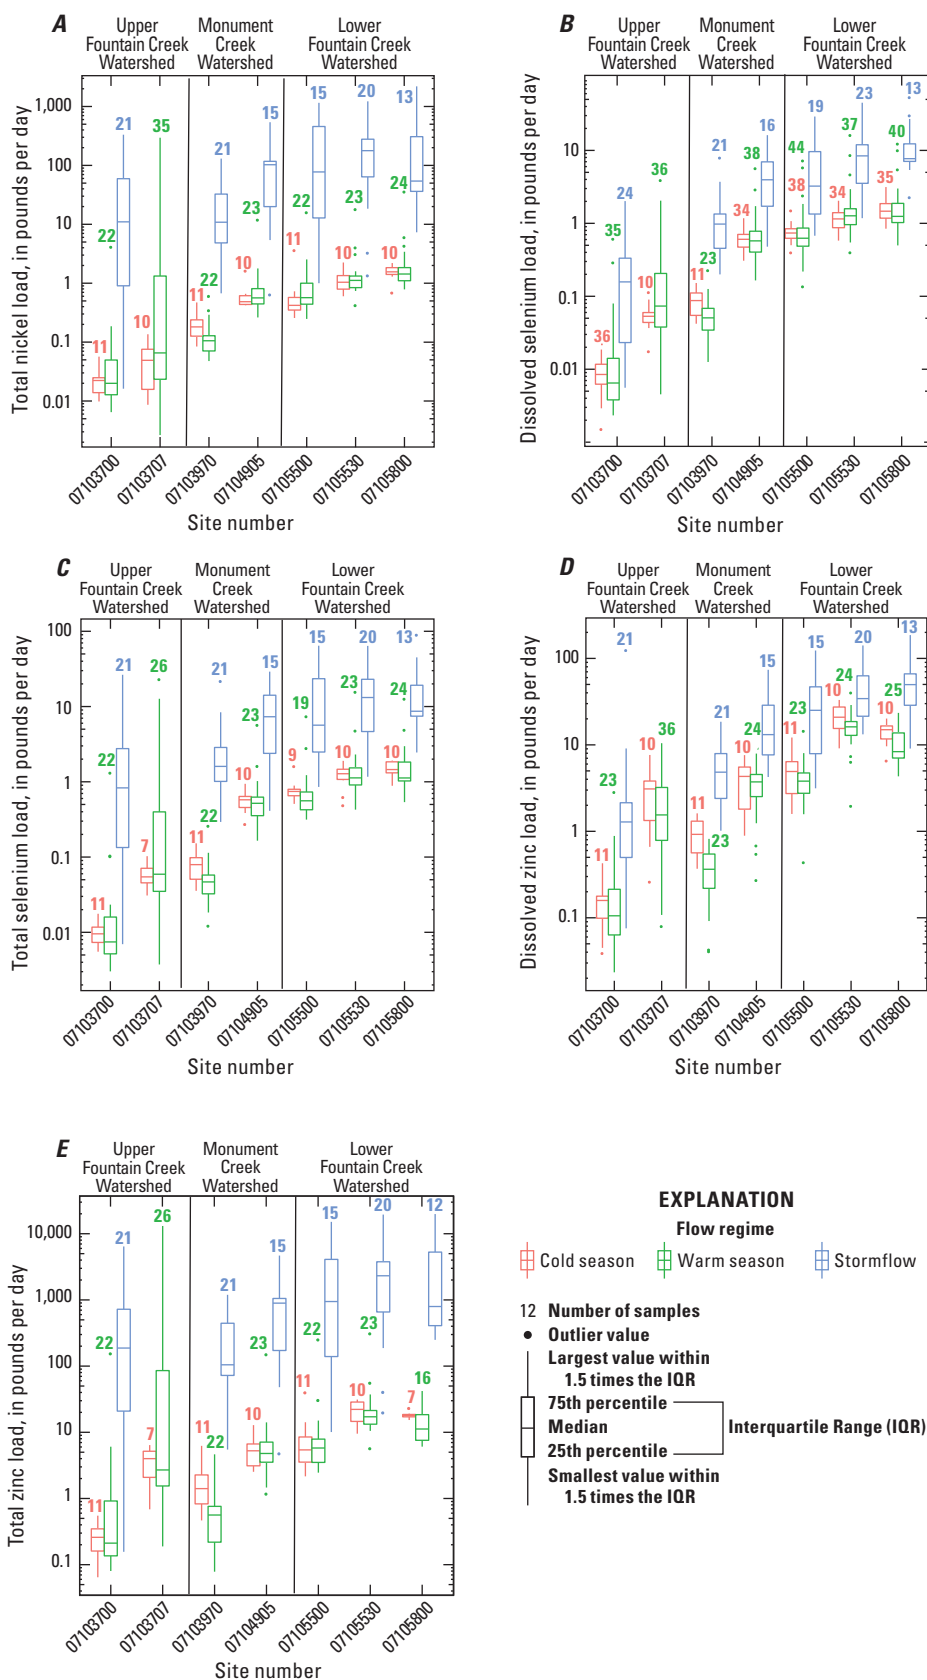 A
Upper
Fountain Creek
Watershed
Monument
Creek
Watershed
Lower
Fountain Creek
Watershed
Total nickel load, in pounds per day
1,000
100
10
1
0.1
0.01
11
22
21
10
35
11
22
21
10
23
15
11
22
15
10
23
20
10
24
13
07103700
07103707
07103970
07104905
07105500
07105530
07105800
Site number
B
Upper
Fountain Creek
Watershed
Monument
Creek
Watershed
Lower
Fountain Creek
Watershed
Dissolved selenium load, in pounds per day
10
1
0.1
0.01
36
35
24
10
36
11
23
21
34
38
16
38
44
19
34
37
23
35
40
13
07103700
07103707
07103970
07104905
07105500
07105530
07105800
Site number
C
Upper
Fountain Creek
Watershed
Monument
Creek
Watershed
Lower
Fountain Creek
Watershed
Total selenium load, in pounds per day
100
10
1
0.1
0.01
11
22
21
7
26
11
22
21
10
23
15
9
19
15
10
23
20
10
24
13
07103700
07103707
07103970
07104905
07105500
07105530
07105800
Site number
D
Upper
Fountain Creek
Watershed
Monument
Creek
Watershed
Lower
Fountain Creek
Watershed
Dissolved zinc load, in pounds per day
100
10
1
0.1
11
23
21
10
36
11
23
21
10
24
15
11
23
15
10
24
20
10
25
13
07103700
07103707
07103970
07104905
07105500
07105530
07105800
Site number
E
Upper
Fountain Creek
Watershed
Monument
Creek
Watershed
Lower
Fountain Creek
Watershed
Total zinc load, in pounds per day
10,000
1,000
100
10
1
0.1
11
22
21
7
26
11
22
21
10
23
15
11
22
15
10
23
20
7
16
12
07103700
07103707
07103970
07104905
07105500
07105530
07105800
Site number
EXPLANATION
Flow regime
Cold season
Warm season
Stormflow
12 Number of samples
Outlier value
Largest value within
1.5 times the IQR
75th percentile
Median
25th percentile
Interquartile Range (IQR)
Smallest value within
1.5 times the IQR